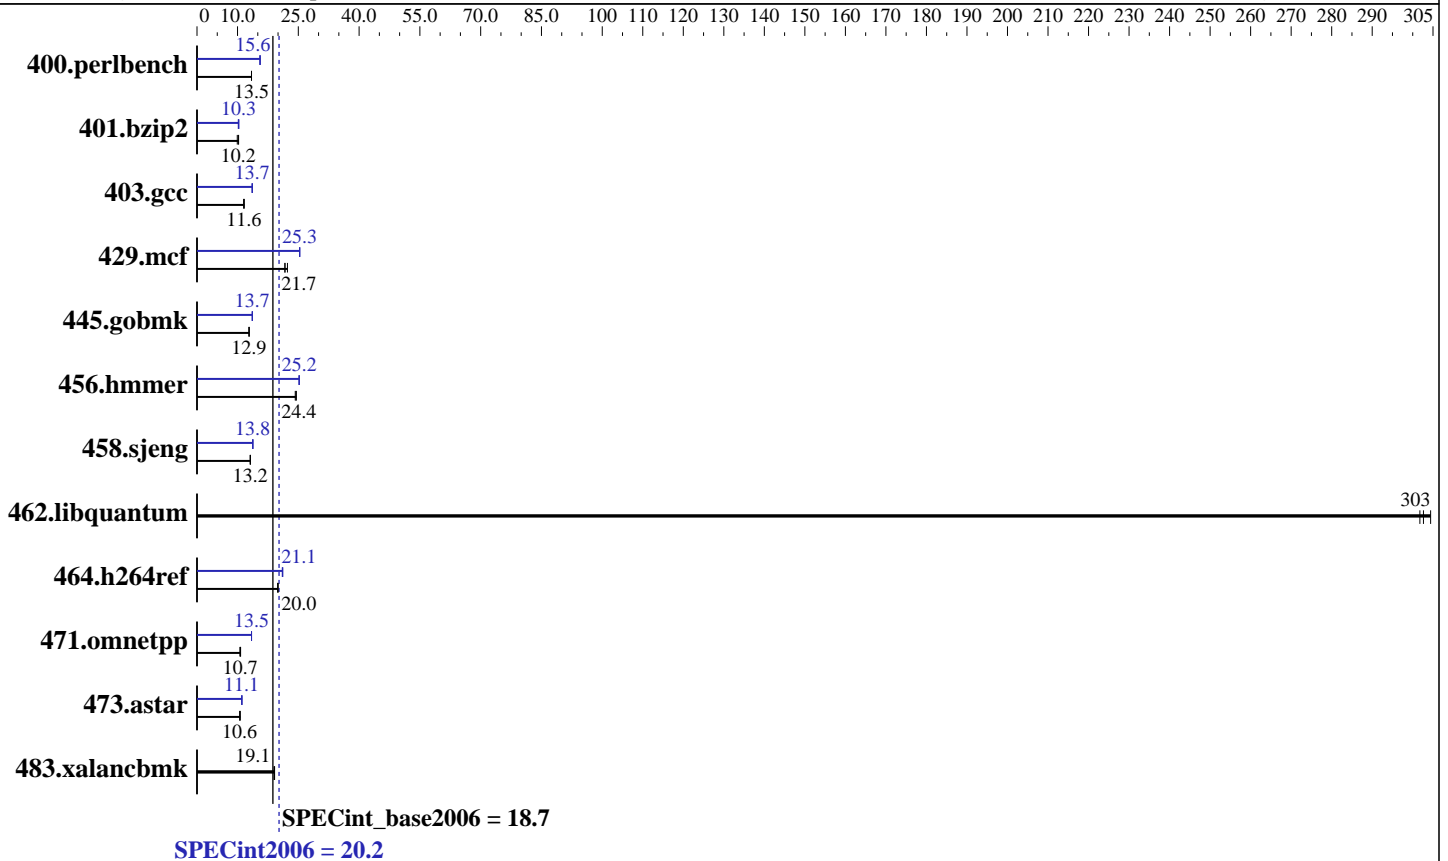 0 10.0 25.0 40.0 55.0 70.0 85.0 100 110 120 130 140 150 160 170 180 190 200 210 220 230 240 250 260 270 280 290 305
400.perlbench
15.6
13.5
401.bzip2
10.3
10.2
403.gcc
13.7
11.6
429.mcf
25.3
21.7
445.gobmk
13.7
12.9
456.hmmer
25.2
24.4
458.sjeng
13.8
13.2
462.libquantum
303
464.h264ref
21.1
20.0
471.omnetpp
13.5
10.7
473.astar
11.1
10.6
483.xalancbmk
19.1
SPECint_base2006 = 18.7
SPECint2006 = 20.2